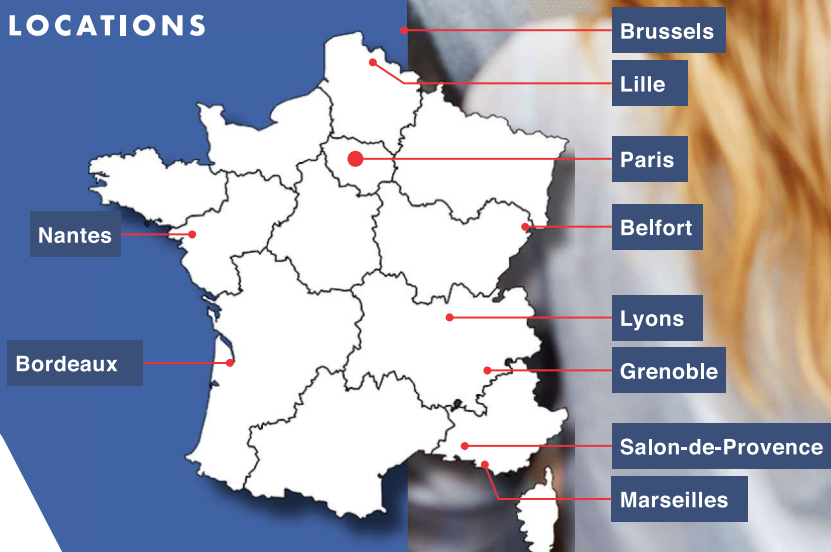 LOCATIONS
Brussels
Lille
Paris
Belfort
Nantes
Lyons
Bordeaux
Grenoble
Salon-de-Provence
Marseilles